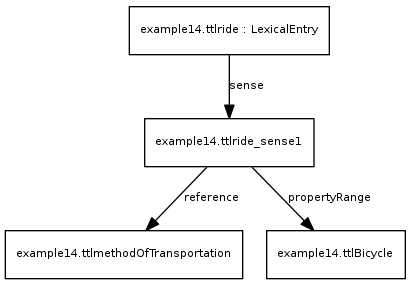 example14.ttlride : LexicalEntry
sense
example14.ttlride_sense1
reference
propertyRange
example14.ttlmethodOfTransportation
example14.ttlBicycle